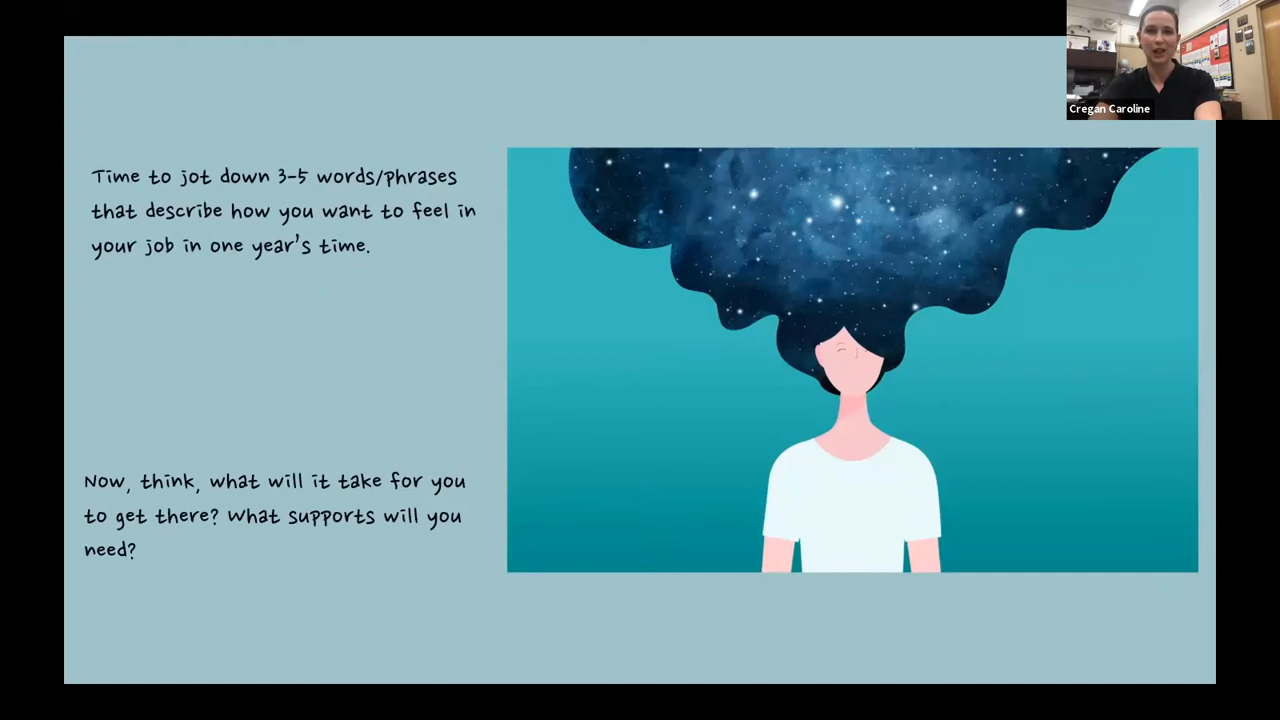 Cregan Caroline
Time to jot down 3-5 words/phrases
that describe how you want to feel in
your job in one year's time.
Now, think, what will it take for you
to get there? What supports will you
need?